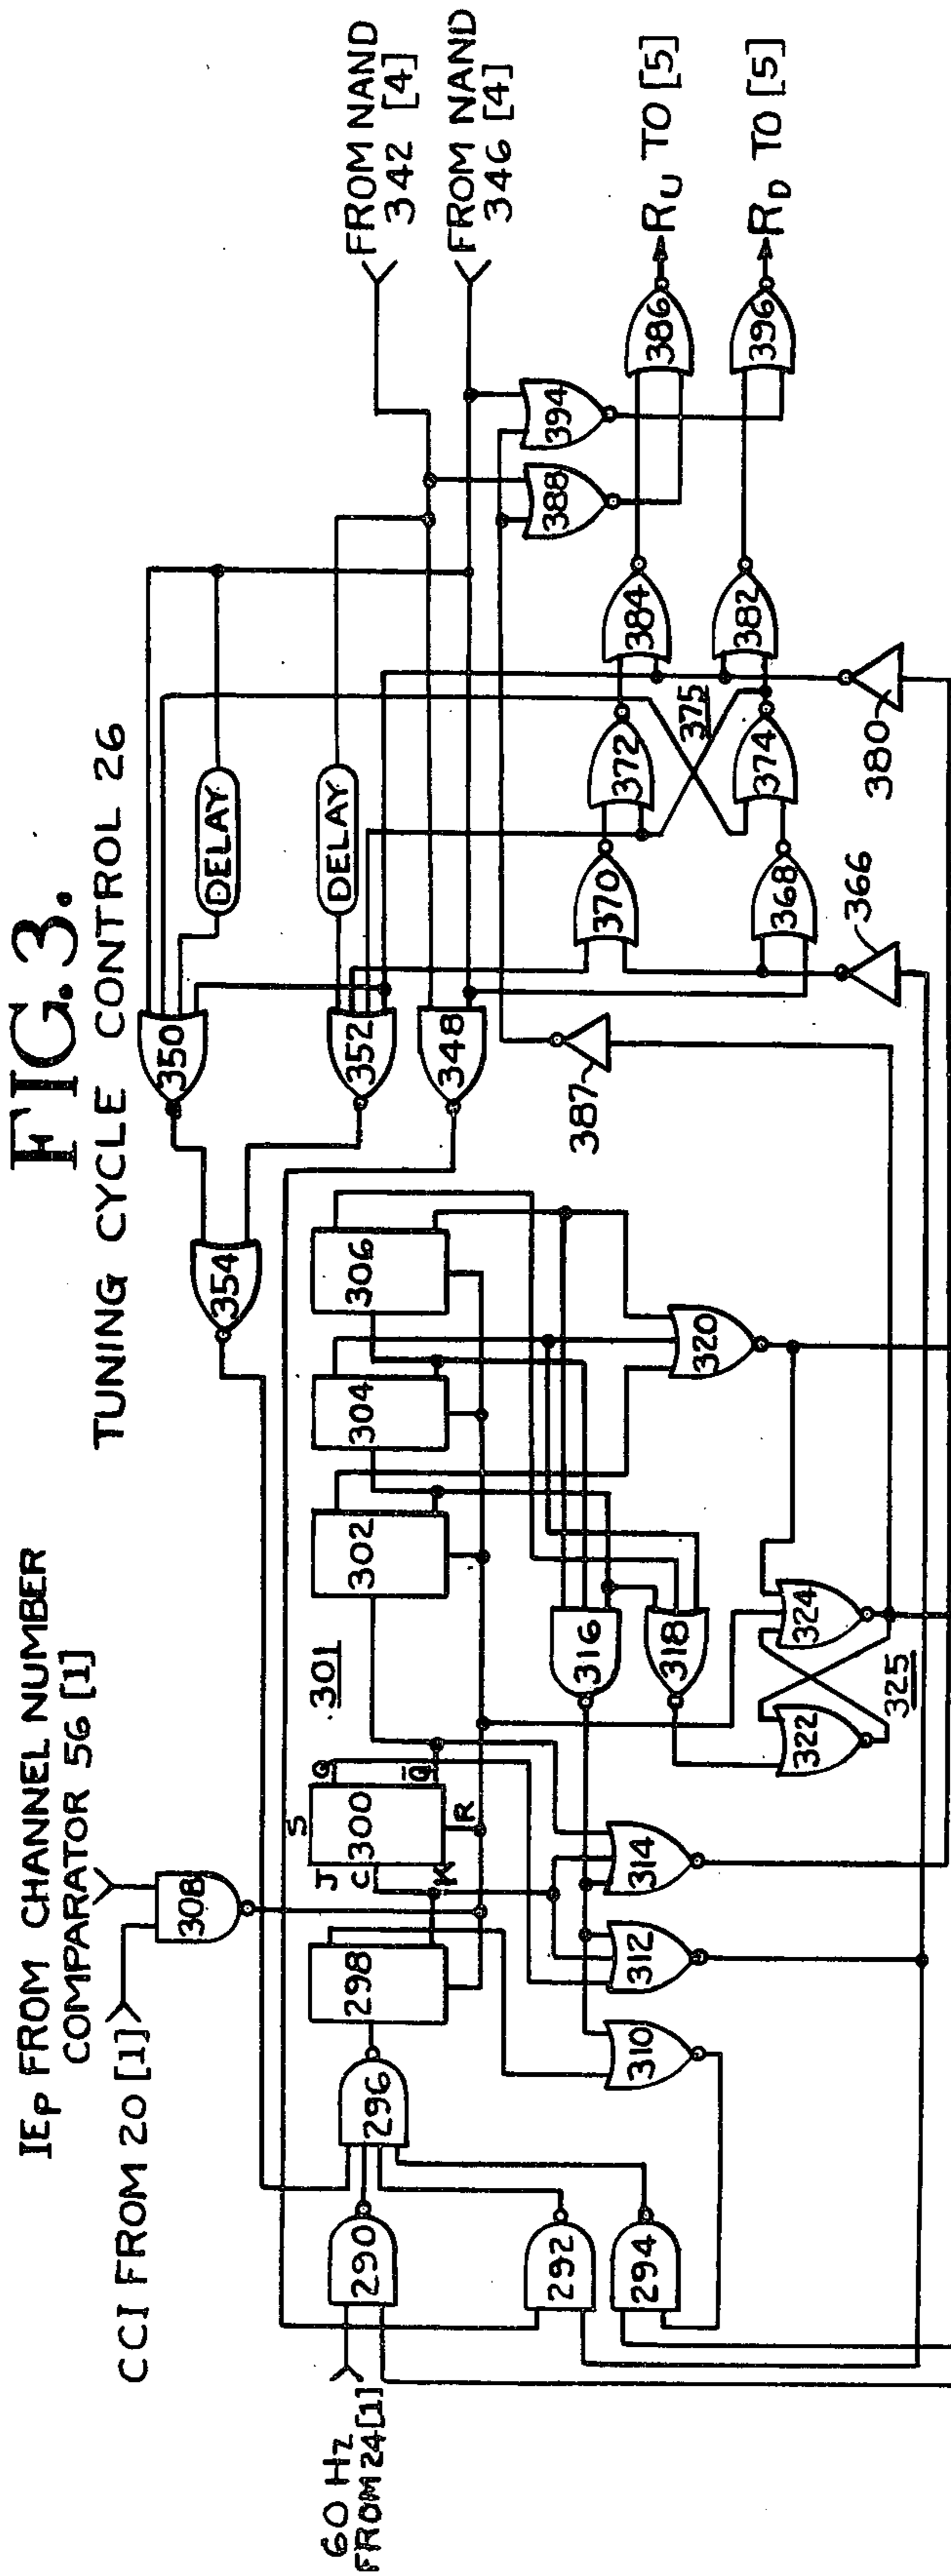 FIG.3.
TUNING CYCLE CONTROL 26
IEP FROM CHANNEL NUMBER
COMPARATOR 56 [1]
CCI FROM 20 [1]
60 Hz
FROM 24 [1]
FROM NAND
342 [4]
FROM NAND
346 [4]
RU TO [5]
RD TO [5]
DELAY
DELAY
350
352
348
354
308
290
292
294
296
298
S
J
C
K
300
Q
Q̅
R
301
302
304
306
310
312
314
316
318
320
322
324
325
387
366
368
370
372
374
375
380
382
384
386
388
394
396